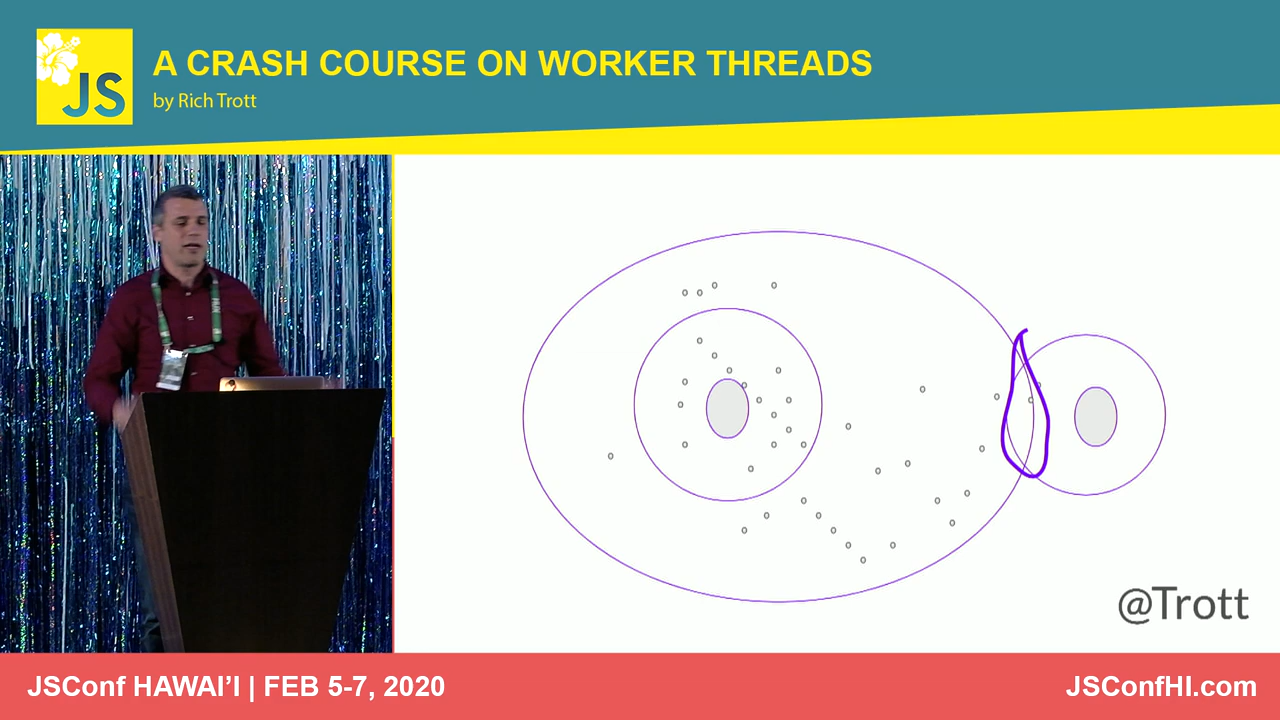 JS
A CRASH COURSE ON WORKER THREADS
by Rich Trott
@Trott
JSConf HAWAI’I | FEB 5-7, 2020
JSConfHI.com